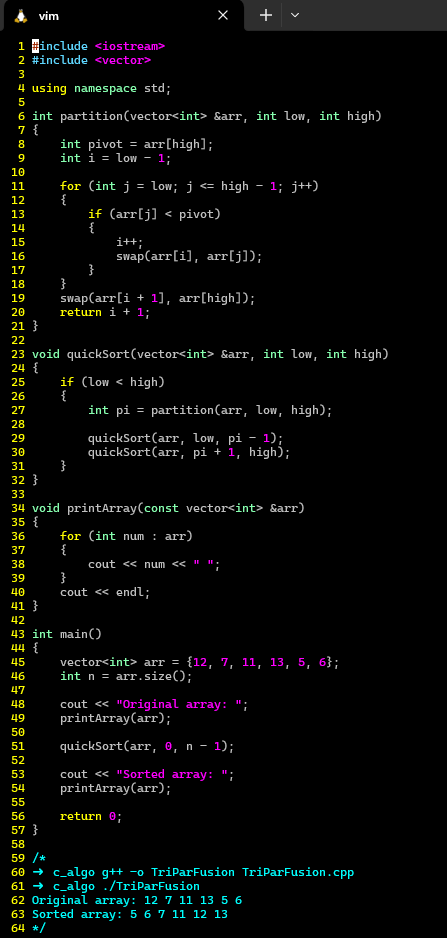 vim
1 #include <iostream>
2 #include <vector>
3
4 using namespace std;
5
6 int partition(vector<int> &arr, int low, int high)
7 {
8     int pivot = arr[high];
9     int i = low - 1;
10
11     for (int j = low; j <= high - 1; j++)
12     {
13         if (arr[j] < pivot)
14         {
15             i++;
16             swap(arr[i], arr[j]);
17         }
18     }
19     swap(arr[i + 1], arr[high]);
20     return i + 1;
21 }
22
23 void quickSort(vector<int> &arr, int low, int high)
24 {
25     if (low < high)
26     {
27         int pi = partition(arr, low, high);
28
29         quickSort(arr, low, pi - 1);
30         quickSort(arr, pi + 1, high);
31     }
32 }
33
34 void printArray(const vector<int> &arr)
35 {
36     for (int num : arr)
37     {
38         cout << num << " ";
39     }
40     cout << endl;
41 }
42
43 int main()
44 {
45     vector<int> arr = {12, 7, 11, 13, 5, 6};
46     int n = arr.size();
47
48     cout << "Original array: ";
49     printArray(arr);
50
51     quickSort(arr, 0, n - 1);
52
53     cout << "Sorted array: ";
54     printArray(arr);
55
56     return 0;
57 }
58
59 /*
60 ➜ c_algo g++ -o TriParFusion TriParFusion.cpp
61 ➜ c_algo ./TriParFusion
62 Original array: 12 7 11 13 5 6
63 Sorted array: 5 6 7 11 12 13
64 */